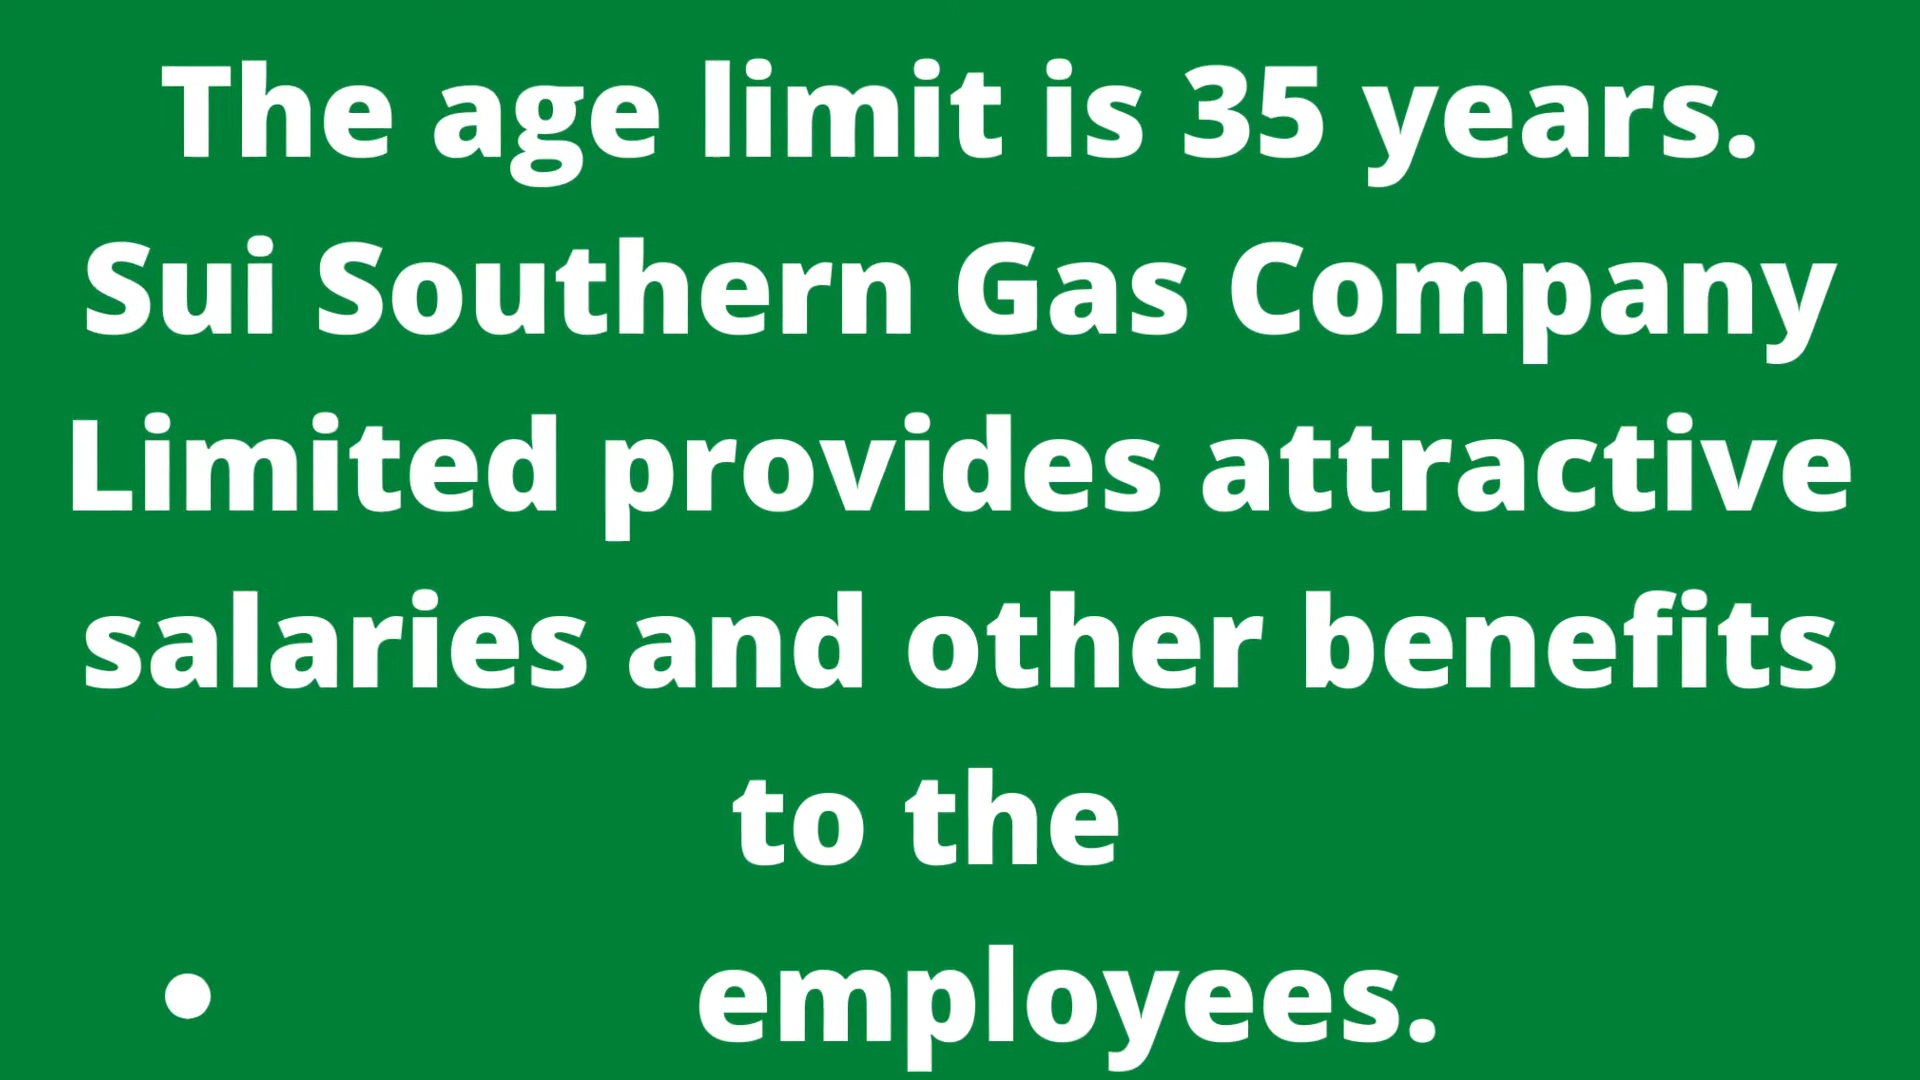 The age limit is 35 years.
Sui Southern Gas Company
Limited provides attractive
salaries and other benefits
to the
• employees.